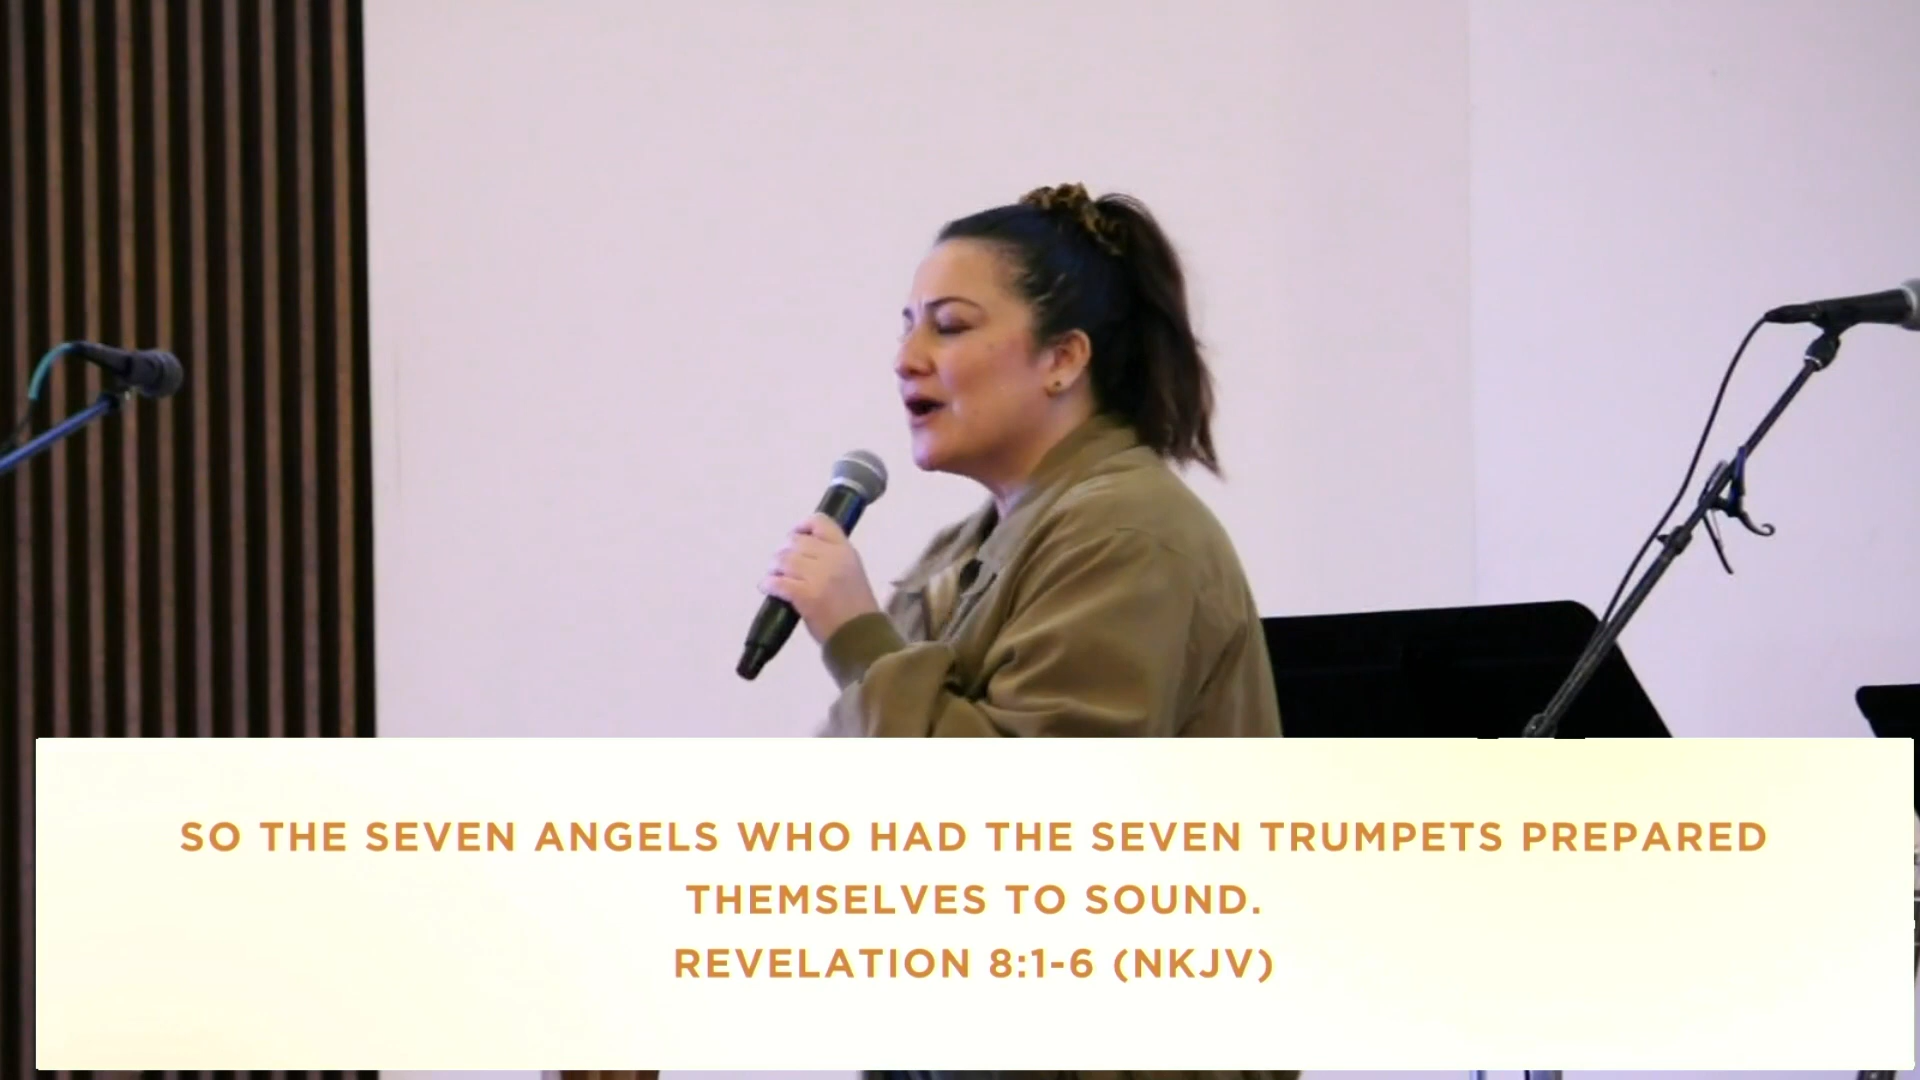 SO THE SEVEN ANGELS WHO HAD THE SEVEN TRUMPETS PREPARED
THEMSELVES TO SOUND.
REVELATION 8:1-6 (NKJV)